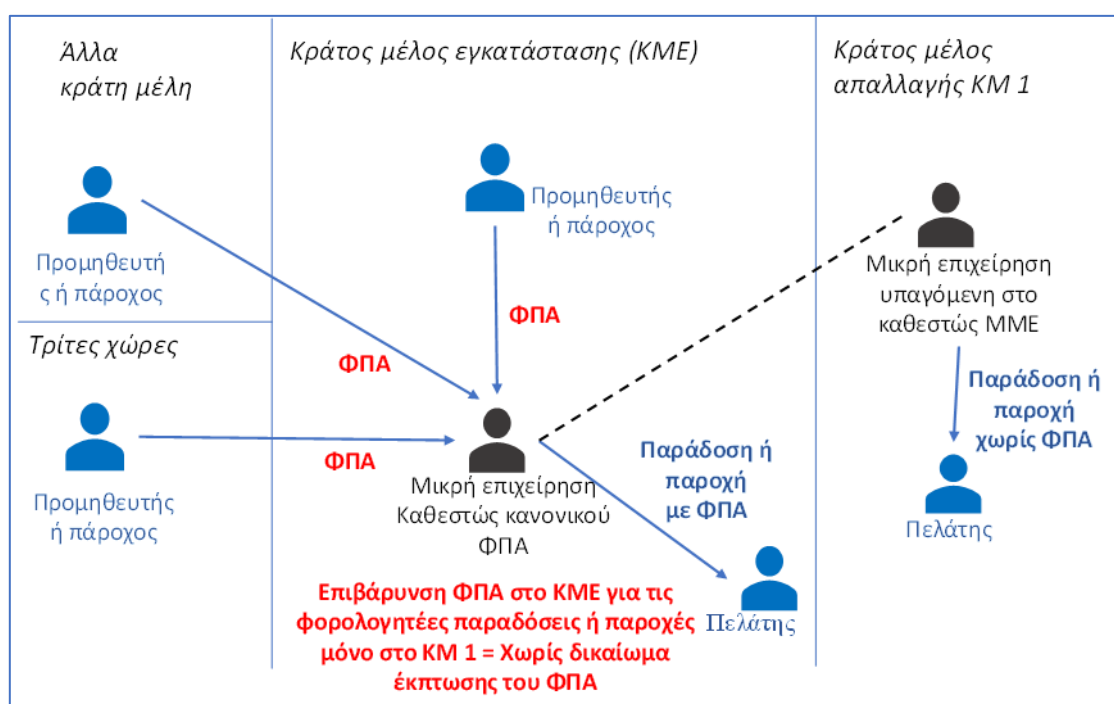 Άλλα
κράτη μέλη
Προμηθευτή
ς ή πάροχος
Τρίτες χώρες
Προμηθευτής
ή πάροχος
ΦΠΑ
ΦΠΑ
Κράτος μέλος εγκατάστασης (ΚΜΕ)
Προμηθευτής
ή πάροχος
ΦΠΑ
Μικρή επιχείρηση
Καθεστώς κανονικού
ΦΠΑ
Παράδοση ή
παροχή
με ΦΠΑ
Πελάτης
Επιβάρυνση ΦΠΑ στο ΚΜΕ για τις
φορολογητέες παραδόσεις ή παροχές
μόνο στο ΚΜ 1 = Χωρίς δικαίωμα
έκπτωσης του ΦΠΑ
Κράτος μέλος
απαλλαγής ΚΜ 1
Μικρή επιχείρηση
υπαγόμενη στο
καθεστώς ΜΜΕ
Παράδοση ή
παροχή
χωρίς ΦΠΑ
Πελάτης